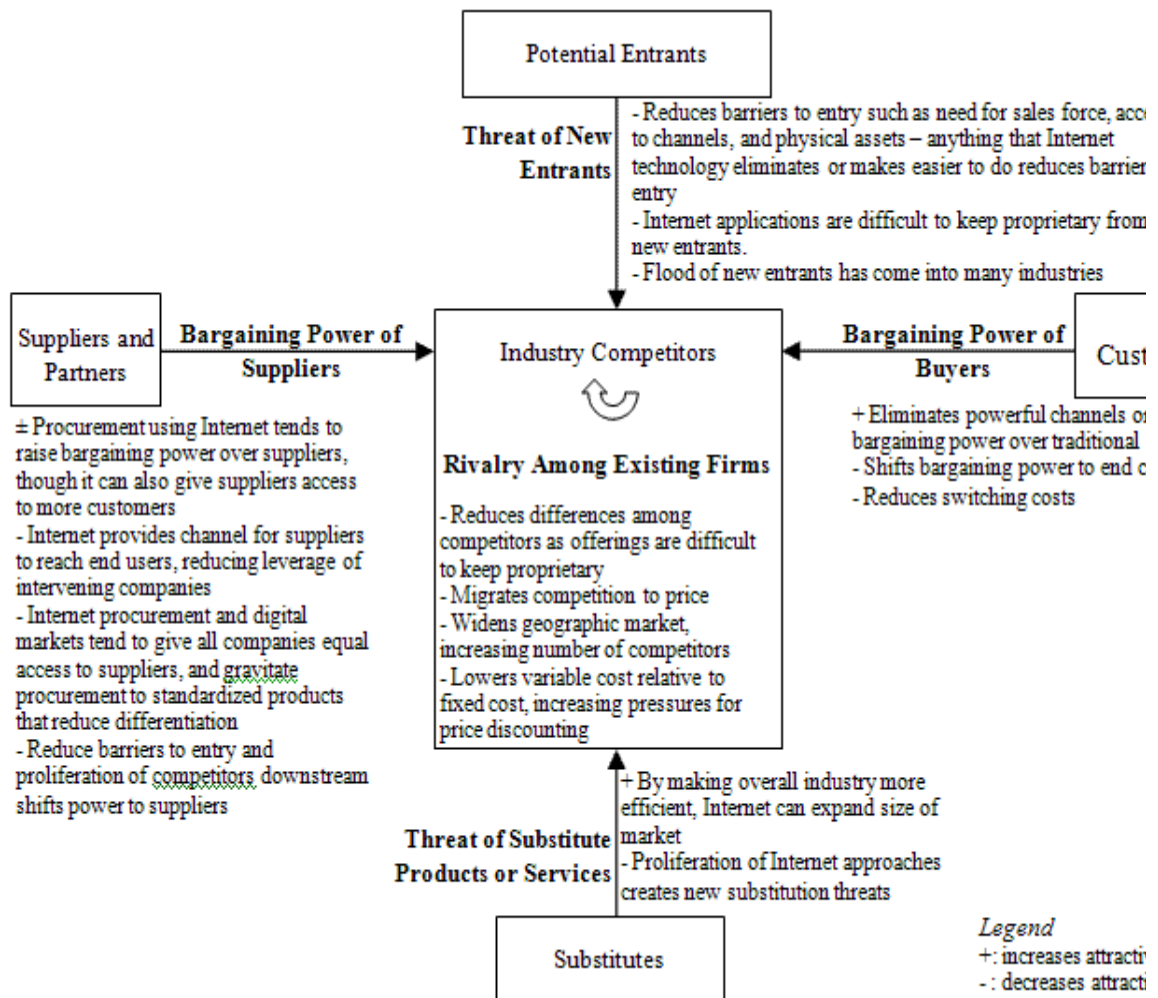 Potential Entrants
Threat of New
Entrants
- Reduces barriers to entry such as need for sales force,
to channels, and physical assets – anything that Internet
technology eliminates or makes easier to do reduces
entry
- Internet applications are difficult to keep proprietary from
new entrants.
- Flood of new entrants has come into many industries
Suppliers and
Partners
Bargaining Power of
Suppliers
± Procurement using Internet tends to
raise bargaining power over suppliers,
though it can also give suppliers access
to more customers
- Internet provides channel for suppliers
to reach end users, reducing leverage of
intervening companies
- Internet procurement and digital
markets tend to give all companies equal
access to suppliers, and gravitate
procurement to standardized products
that reduce differentiation
- Reduce barriers to entry and
proliferation of competitors downstream
shifts power to suppliers
Industry Competitors
Rivalry Among Existing Firms
- Reduces differences among
competitors as offerings are difficult
to keep proprietary
- Migrates competition to price
- Widens geographic market,
increasing number of competitors
- Lowers variable cost relative to
fixed cost, increasing pressures for
price discounting
Bargaining Power of
Buyers
+ Eliminates powerful channels
bargaining power over traditional
- Shifts bargaining power to end
- Reduces switching costs
Threat of Substitute
Products or Services
+ By making overall industry more
efficient, Internet can expand size of
market
- Proliferation of Internet approaches
creates new substitution threats
Substitutes
Legend
+: increases
- : decreases